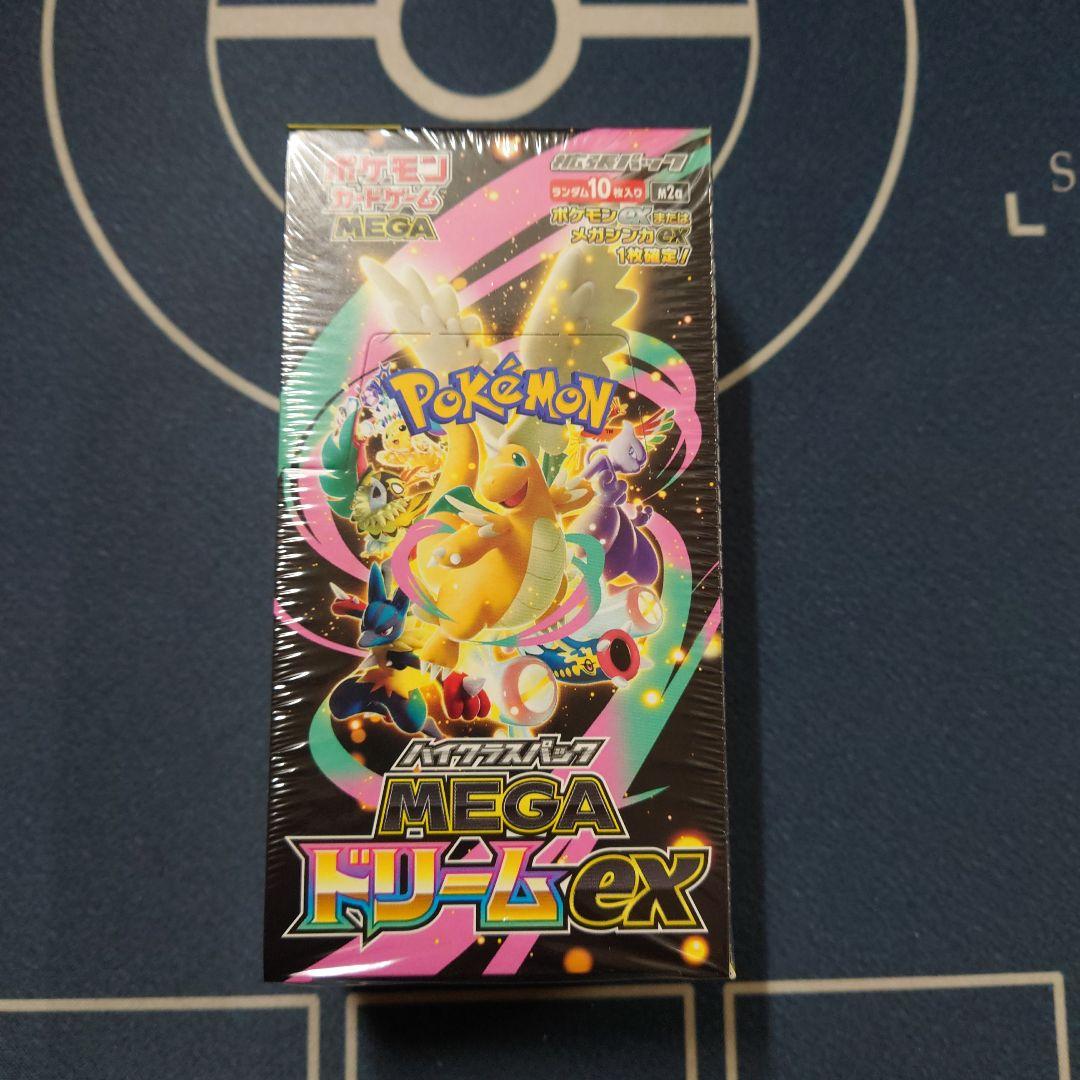 ポケモン
カードゲーム
MEGA
拡張パック
ランダム10枚入り M2a
ポケモンexまたは
メガシンカex
1枚確定!
POKéMON
TM
ハイクラスパック
MEGA
ドリームex
S